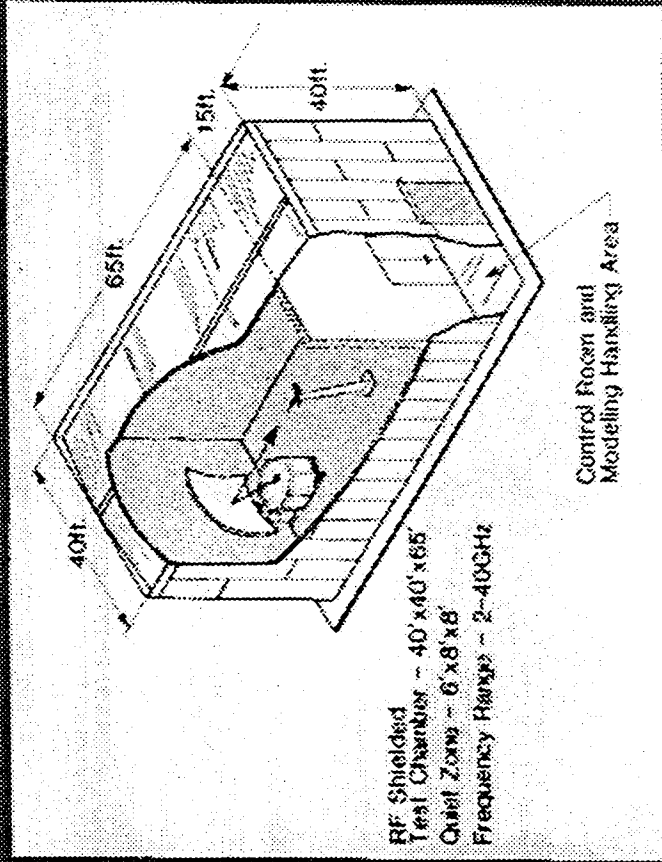 40ft.
65ft.
15ft.
40ft.
RF Shielded
Test Chamber - 40'x40'x65'
Quiet Zone - 6'x8'x8'
Frequency Range - 2-40GHz
Control Room and
Modeling Handling Area